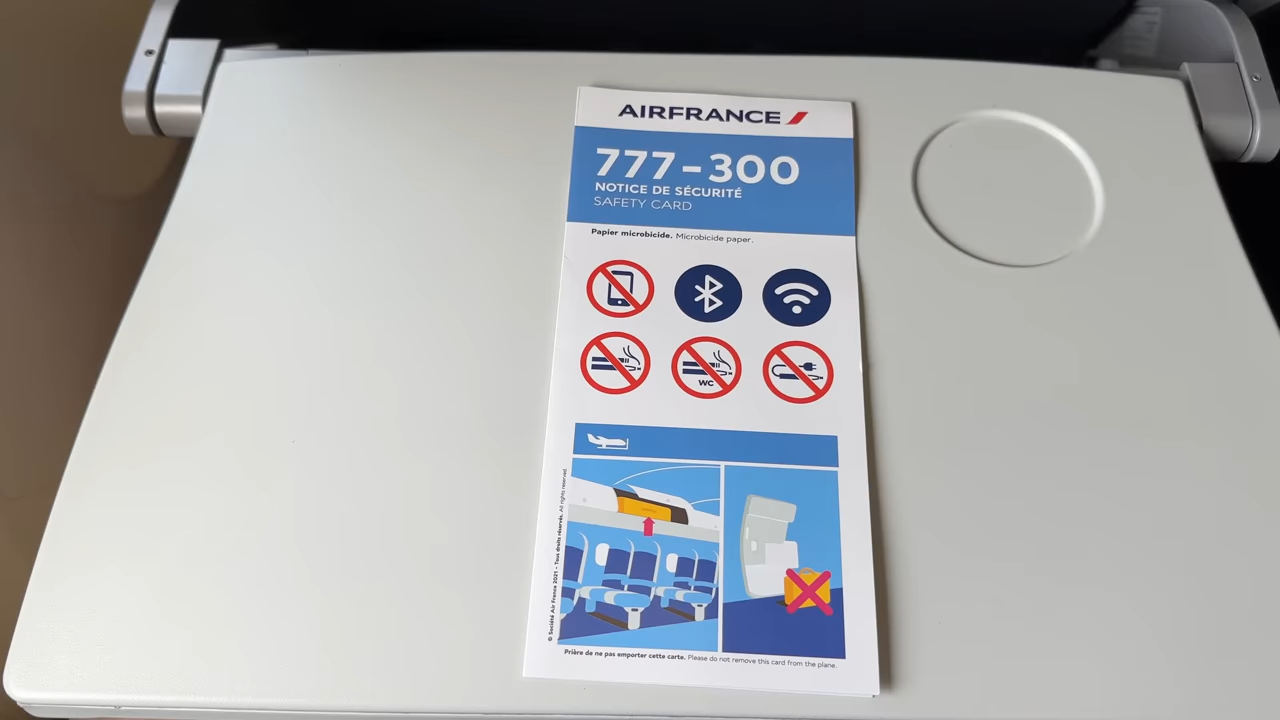 AIRFRANCE
777-300
NOTICE DE SÉCURITÉ
SAFETY CARD
Papier microbicide. Microbicide paper.
WC
© Société Air France 2021 - Tous droits réservés. All rights reserved
Prière de ne pas emporter cette carte. Please do not remove this card from the plane.